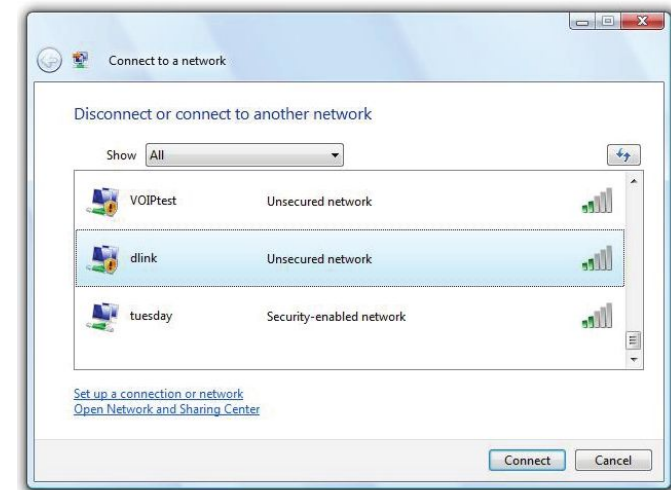 Connect to a network
Disconnect or connect to another network
Show All
VOIPtest Unsecured network
dlink Unsecured network
tuesday Security-enabled network
Set up a connection or network
Open Network and Sharing Center
Connect Cancel